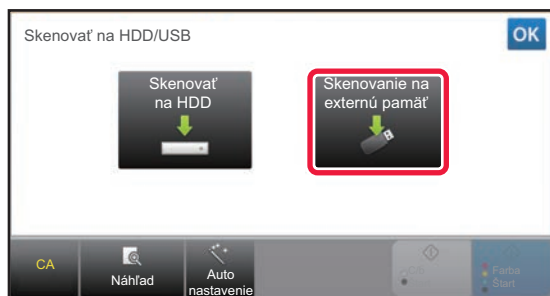 Skenovať na HDD/USB
OK
Skenovať
na HDD
Skenovanie na
externú pamäť
CA
Náhľad
Auto
nastavenie
Farba
Štart